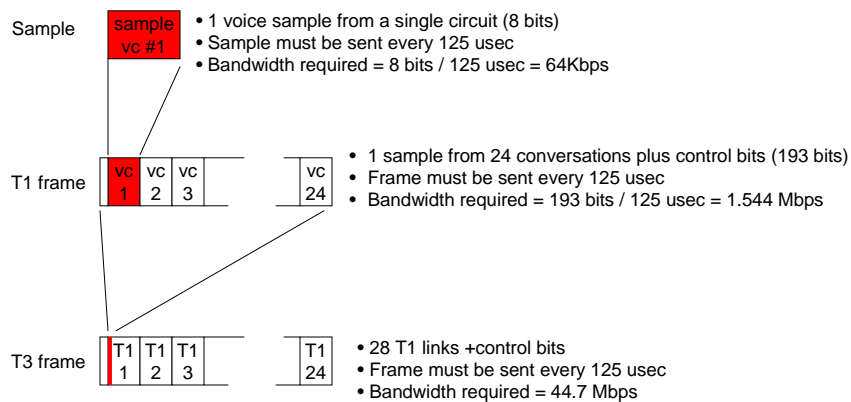 Sample
sample
vc #1
• 1 voice sample from a single circuit (8 bits)
• Sample must be sent every 125 usec
• Bandwidth required = 8 bits / 125 usec = 64Kbps
T1 frame
vc vc vc vc
1 2 3 24
• 1 sample from 24 conversations plus control bits (193 bits)
• Frame must be sent every 125 usec
• Bandwidth required = 193 bits / 125 usec = 1.544 Mbps
T3 frame
T1 T1 T1 T1
1 2 3 24
• 28 T1 links +control bits
• Frame must be sent every 125 usec
• Bandwidth required = 44.7 Mbps